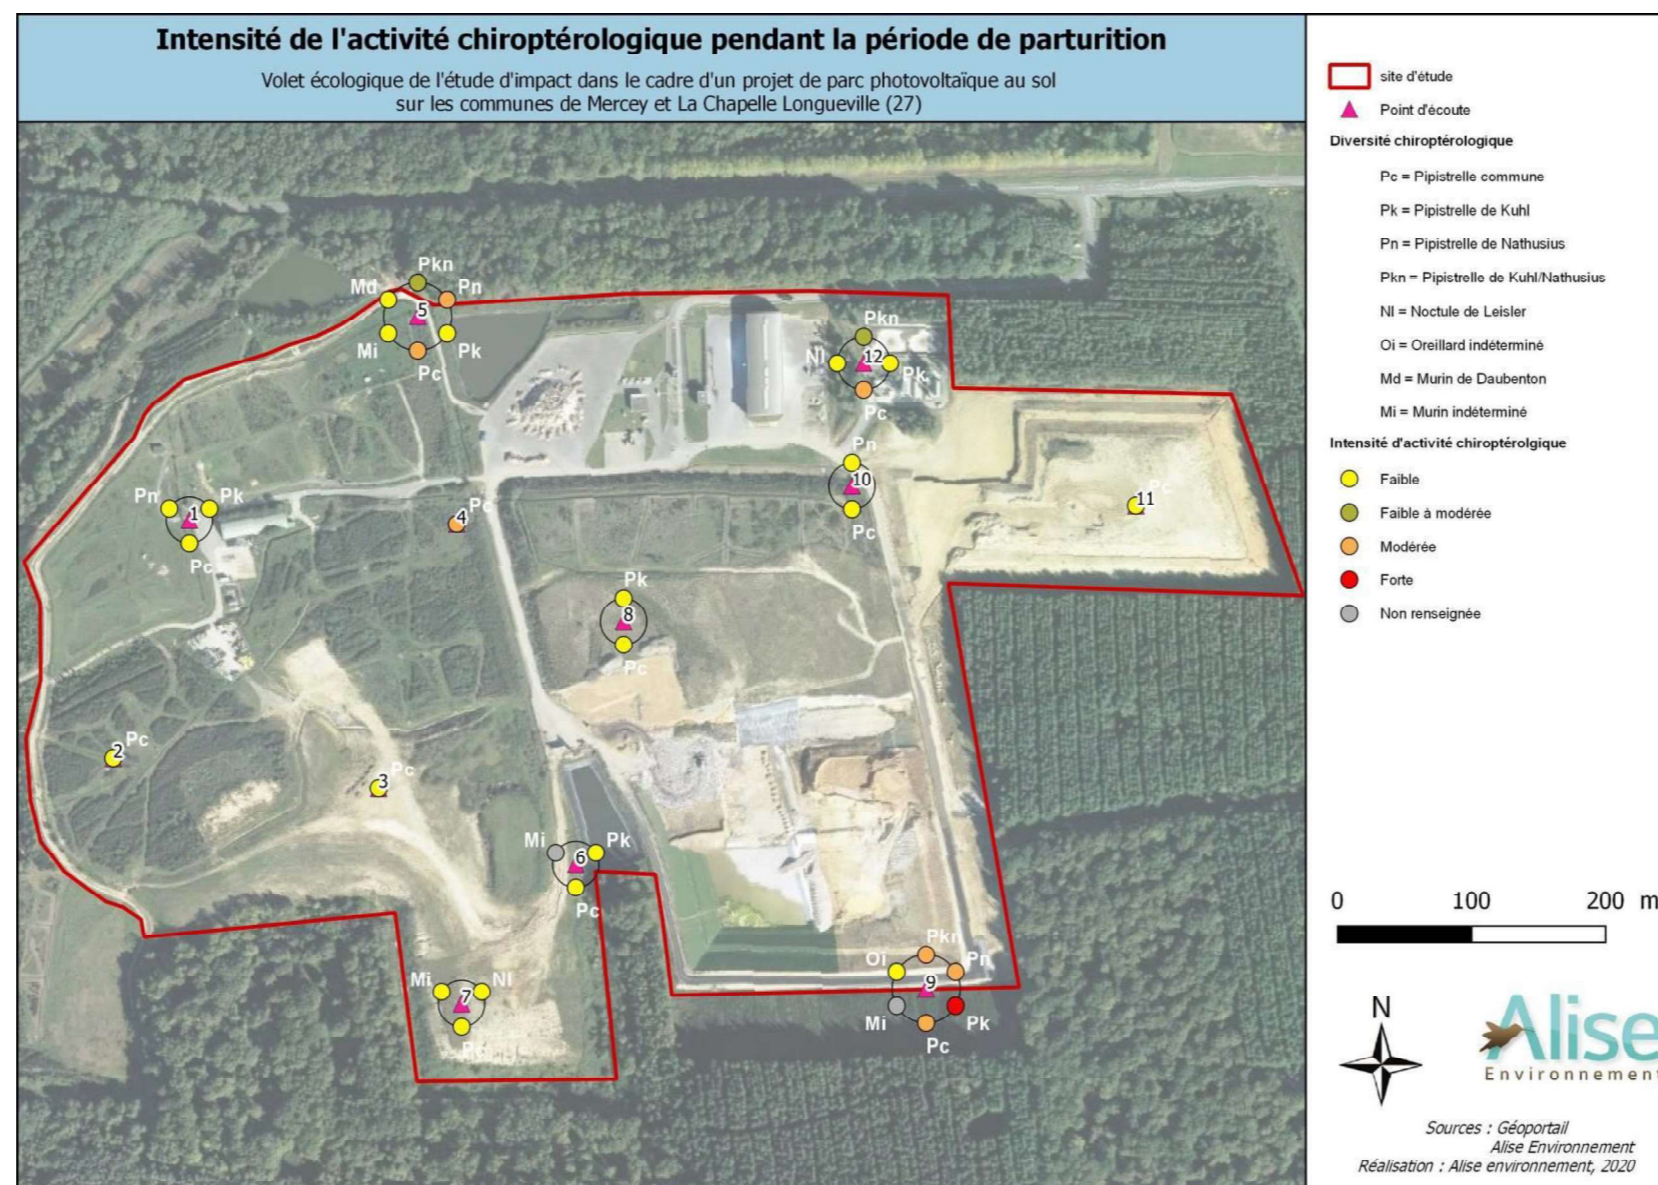 Intensité de l'activité chiroptérologique pendant la période de parturition
Volet écologique de l'étude d'impact dans le cadre d'un projet de parc photovoltaïque au sol
sur les communes de Mercey et La Chapelle Longueville (27)
Pkn
Md
Pn
5
Mi
Pk
Pc
Pkn
Nl
12
Pk
Pc
Pn
10
Pc
Pc
11
Pn
Pk
1
Pc
Pc
4
Pk
8
Pc
Pc
2
Pc
3
Mi
Pk
6
Pc
Mi
Nl
7
Pc
Pkn
Oi
Pn
9
Mi
Pk
Pc
site d'étude
Point d'écoute
Diversité chiroptérologique
Pc = Pipistrelle commune
Pk = Pipistrelle de Kuhl
Pn = Pipistrelle de Nathusius
Pkn = Pipistrelle de Kuhl/Nathusius
Nl = Noctule de Leisler
Oi = Oreillard indéterminé
Md = Murin de Daubenton
Mi = Murin indéterminé
Intensité d'activité chiroptérolgique
Faible
Faible à modérée
Modérée
Forte
Non renseignée
0 100 200 m
N
Alise
Environnement
Sources : Géoportail
Alise Environnement
Réalisation : Alise environnement, 2020